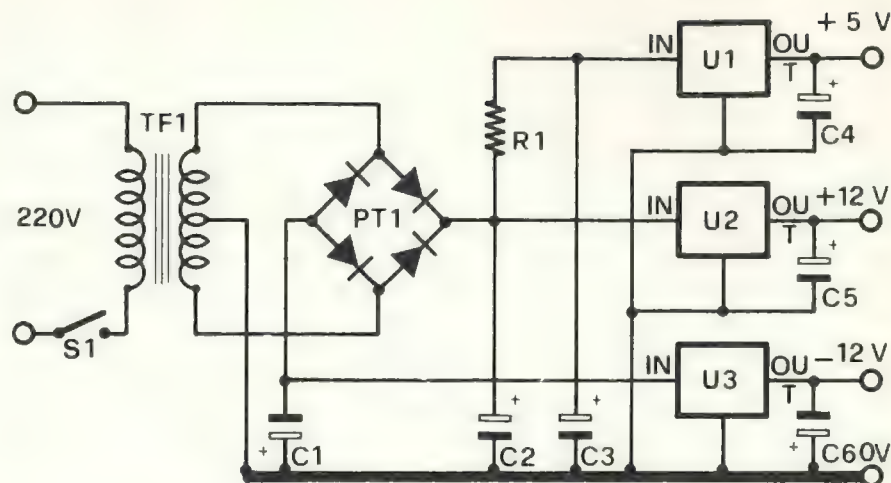 + 5 V
IN U1 OU
T
+
C4
TF1
R1
220V
PT1
+12 V
IN U2 OU
T
+
C5
S1
-12 V
IN U3 OU
T
+ C1
+ C2
+ C3
+ C6
0V